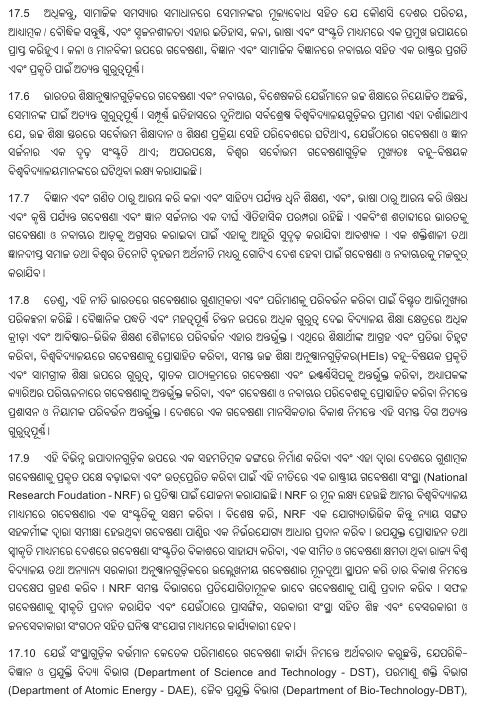 17.5 ଅଧିକନ୍ତୁ, ସାମାଜିକ ସମସ୍ୟାର ସମାଧାନରେ ସେମାନଙ୍କର ମୂଲ୍ୟବୋଧ ସହିତ ଯେ କୌଣସି ଦେଶର ପରିଚୟ,
ଆଧ୍ୟାତ୍ମିକ / ବୌଦ୍ଧିକ ସନ୍ତୁଷ୍ଟି, ଏବଂ ସୃଜନଶୀଳତା ଏହାର ଇତିହାସ, କଳା, ଭାଷା ଏବଂ ସଂସ୍କୃତି ମାଧ୍ୟମରେ ଏକ ପ୍ରମୁଖ ଉପାୟରେ
ପ୍ରାପ୍ତ କରିହୁଏ । କଳା ଓ ମାନବିକୀ ଉପରେ ଗବେଷଣା, ବିଜ୍ଞାନ ଏବଂ ସାମାଜିକ ବିଜ୍ଞାନରେ ନବାଚାର ସହିତ ଏକ ରାଷ୍ଟ୍ରର ପ୍ରଗତି
ଏବଂ ପ୍ରକୃତି ପାଇଁ ଅତ୍ୟନ୍ତ ଗୁରୁତ୍ୱପୂର୍ଣ୍ଣ ।
17.6 ଭାରତର ଶିକ୍ଷାନୁଷ୍ଠାନଗୁଡ଼ିକରେ ଗବେଷଣା ଏବଂ ନବାଚାର, ବିଶେଷକରି ଯେଉଁମାନେ ଉଚ୍ଚ ଶିକ୍ଷାରେ ନିୟୋଜିତ ଅଛନ୍ତି,
ସେମାନଙ୍କ ପାଇଁ ଅତ୍ୟନ୍ତ ଗୁରୁତ୍ୱପୂର୍ଣ୍ଣ । ସମ୍ପୂର୍ଣ୍ଣ ଇତିହାସରେ ଦୁନିଆର ସର୍ବଶ୍ରେଷ୍ଠ ବିଶ୍ୱବିଦ୍ୟାଳୟଗୁଡ଼ିକର ପ୍ରମାଣ ଏହା ଦର୍ଶାଇଥାଏ
ଯେ, ଉଚ୍ଚ ଶିକ୍ଷା ସ୍ତରରେ ସର୍ବୋତ୍ତମ ଶିକ୍ଷାଦାନ ଓ ଶିକ୍ଷଣ ପ୍ରକ୍ରିୟା ସେହି ପରିବେଶରେ ଘଟିଥାଏ, ଯେଉଁଠାରେ ଗବେଷଣା ଓ ଜ୍ଞାନ
ସର୍ଜନାର ଏକ ଦୃଢ଼ ସଂସ୍କୃତି ଥାଏ; ଅପରପକ୍ଷେ, ବିଶ୍ୱର ସର୍ବୋତ୍ତମ ଗବେଷଣାଗୁଡ଼ିକ ମୁଖ୍ୟତଃ ବହୁ-ବିଷୟକ
ବିଶ୍ୱବିଦ୍ୟାଳୟମାନଙ୍କରେ ଘଟିଥିବା ଲକ୍ଷ୍ୟ କରାଯାଇଛି ।
17.7 ବିଜ୍ଞାନ ଏବଂ ଗଣିତ ଠାରୁ ଆରମ୍ଭ କରି କଳା ଏବଂ ସାହିତ୍ୟ ପର୍ଯ୍ୟନ୍ତ ଧ୍ୱନି ଶିକ୍ଷଣ, ଏବଂ, ଭାଷା ଠାରୁ ଆରମ୍ଭ କରି ଔଷଧ
ଏବଂ କୃଷି ପର୍ଯ୍ୟନ୍ତ ଗବେଷଣା ଏବଂ ଜ୍ଞାନ ସର୍ଜନାର ଏକ ଦୀର୍ଘ ଐତିହାସିକ ପରମ୍ପରା ରହିଛି । ଏକବିଂଶ ଶତାବ୍ଦୀରେ ଭାରତକୁ
ଗବେଷଣା ଓ ନବାଚାର ଆଡ଼କୁ ଅଗ୍ରସର କରାଇବା ପାଇଁ ଏହାକୁ ଆହୁରି ସୁଦୃଢ଼ କରାଯିବା ଆବଶ୍ୟକ । ଏକ ଶକ୍ତିଶାଳୀ ତଥା
ଜ୍ଞାନଦୀପ୍ତ ସମାଜ ତଥା ବିଶ୍ୱର ତିନୋଟି ବୃହତ୍ତମ ଅର୍ଥନୀତି ମଧ୍ୟରୁ ଗୋଟିଏ ଦେଶ ହେବା ପାଇଁ ଗବେଷଣା ଓ ନବାଚାରକୁ ମଜବୁତ୍
କରାଯିବ ।
17.8 ତେଣୁ, ଏହି ନୀତି ଭାରତରେ ଗବେଷଣାର ଗୁଣାତ୍ମକତା ଏବଂ ପରିମାଣକୁ ପରିବର୍ତ୍ତନ କରିବା ପାଇଁ ବିସ୍ତୃତ ଆଭିମୁଖ୍ୟର
ପରିକଳ୍ପନା କରିଛି । ବୈଜ୍ଞାନିକ ପଦ୍ଧତି ଏବଂ ମହତ୍ତ୍ୱପୂର୍ଣ୍ଣ ଚିନ୍ତନ ଉପରେ ଅଧିକ ଗୁରୁତ୍ୱ ଦେଇ ବିଦ୍ୟାଳୟ ଶିକ୍ଷା କ୍ଷେତ୍ରରେ ଅଧିକ
କ୍ରୀଡ଼ା ଏବଂ ଆବିଷ୍କାର-ଭିତ୍ତିକ ଶିକ୍ଷଣ ଶୈଳୀରେ ପରିବର୍ତ୍ତନ ଏହାର ଅନ୍ତର୍ଭୁକ୍ତ । ଏଥିରେ ଶିକ୍ଷାର୍ଥୀଙ୍କ ଆଗ୍ରହ ଏବଂ ପ୍ରତିଭା ଚିହ୍ନଟ
କରିବା, ବିଶ୍ୱବିଦ୍ୟାଳୟରେ ଗବେଷଣାକୁ ପ୍ରୋତ୍ସାହିତ କରିବା, ସମସ୍ତ ଉଚ୍ଚ ଶିକ୍ଷା ଅନୁଷ୍ଠାନଗୁଡ଼ିକର(HEIs) ବହୁ-ବିଷୟକ ପ୍ରକୃତି
ଏବଂ ସାମଗ୍ରୀକ ଶିକ୍ଷା ଉପରେ ଗୁରୁତ୍ୱ, ସ୍ନାତକ ପାଠ୍ୟକ୍ରମରେ ଗବେଷଣା ଏବଂ ଇଣ୍ଟର୍ଣ୍ଣସିପକୁ ଅନ୍ତର୍ଭୁକ୍ତ କରିବା, ଅଧ୍ୟାପକଙ୍କ
କ୍ୟାରିଅର ପରିଚାଳନାରେ ଗବେଷଣାକୁ ଅନ୍ତର୍ଭୁକ୍ତ କରିବା, ଏବଂ ଗବେଷଣା ଓ ନବାଚାର ପରିବେଶକୁ ପ୍ରୋତ୍ସାହିତ କରିବା ନିମନ୍ତେ
ପ୍ରଶାସନ ଓ ନିୟାମକ ପରିବର୍ତ୍ତନ ଅନ୍ତର୍ଭୁକ୍ତ । ଦେଶରେ ଏକ ଗବେଷଣା ମାନସିକତାର ବିକାଶ ନିମନ୍ତେ ଏହି ସମସ୍ତ ଦିଗ ଅତ୍ୟନ୍ତ
ଗୁରୁତ୍ୱପୂର୍ଣ୍ଣ ।
17.9 ଏହି ବିଭିନ୍ନ ଉପାଦାନଗୁଡ଼ିକ ଉପରେ ଏକ ସହମତିତ୍ମକ ଢଙ୍ଗରେ ନିର୍ମାଣ କରିବା ଏବଂ ଏହା ଦ୍ୱାରା ଦେଶରେ ଗୁଣାତ୍ମକ
ଗବେଷଣାକୁ ପ୍ରକୃତ ପକ୍ଷେ ବଢ଼ାଇବା ଏବଂ ଉତ୍ପ୍ରେରିତ କରିବା ପାଇଁ ଏହି ନୀତିରେ ଏକ ରାଷ୍ଟ୍ରୀୟ ଗବେଷଣା ସଂସ୍ଥା (National
Research Foudation - NRF) ର ପ୍ରତିଷ୍ଠା ପାଇଁ ଯୋଜନା କରାଯାଇଛି । NRF ର ମୂଳ ଲକ୍ଷ୍ୟ ହେଉଛି ଆମର ବିଶ୍ୱବିଦ୍ୟାଳୟ
ମାଧ୍ୟମରେ ଗବେଷଣାର ଏକ ସଂସ୍କୃତିକୁ ସକ୍ଷମ କରିବା । ବିଶେଷ କରି, NRF ଏକ ଯୋଗ୍ୟତାଭିତ୍ତିକ କିନ୍ତୁ ନ୍ୟାୟ ସଙ୍ଗତ
ସହକର୍ମୀଙ୍କ ଦ୍ୱାରା ସମୀକ୍ଷା ହେଉଥିବା ଗବେଷଣା ପାଣ୍ଠିର ଏକ ନିର୍ଭରଯୋଗ୍ୟ ଆଧାର ପ୍ରଦାନ କରିବ । ଉପଯୁକ୍ତ ପ୍ରୋତ୍ସାହନ ତଥା
ସ୍ୱୀକୃତି ମାଧ୍ୟମରେ ଦେଶରେ ଗବେଷଣା ସଂସ୍କୃତିର ବିକାଶରେ ସାହାଯ୍ୟ କରିବା, ଏକ ସୀମିତ ଓ ଗବେଷଣା କ୍ଷମତା ଥିବା ରାଜ୍ୟ ବିଶ୍ୱ
ବିଦ୍ୟାଳୟ ତଥା ଅନ୍ୟାନ୍ୟ ସରକାରୀ ଅନୁଷ୍ଠାନଗୁଡ଼ିକରେ ଉଲ୍ଲେଖନୀୟ ଗବେଷଣାର ମୂଳଦୁଆ ସ୍ଥାପନ କରି ତାର ବିକାଶ ନିମନ୍ତେ
ପଦକ୍ଷେପ ଗ୍ରହଣ କରିବା । NRF ସମସ୍ତ ବିଭାଗରେ ପ୍ରତିଯୋଗିତାମୂଳକ ଭାବେ ଗବେଷଣାକୁ ପାଣ୍ଠି ପ୍ରଦାନ କରିବ । ସଫଳ
ଗବେଷଣାକୁ ସ୍ୱୀକୃତି ପ୍ରଦାନ କରାଯିବ ଏବଂ ଯେଉଁଠାରେ ପ୍ରାସଙ୍ଗିକ, ସରକାରୀ ସଂସ୍ଥା ସହିତ ଶିଳ୍ପ ଏବଂ ବେସରକାରୀ ଓ
ଜନସେବାକାରୀ ସଂଗଠନ ସହିତ ଘନିଷ୍ଠ ସଂଯୋଗ ମାଧ୍ୟମରେ କାର୍ଯ୍ୟକାରୀ ହେବ ।
17.10 ଯେଉଁ ସଂସ୍ଥାଗୁଡ଼ିକ ବର୍ତ୍ତମାନ କେତେକ ପରିମାଣରେ ଗବେଷଣା କାର୍ଯ୍ୟ ନିମନ୍ତେ ଅର୍ଥବରାଦ କରୁଛନ୍ତି, ଯେପରିକି-
ବିଜ୍ଞାନ ଓ ପ୍ରଯୁକ୍ତି ବିଦ୍ୟା ବିଭାଗ (Department of Science and Technology - DST), ପରମାଣୁ ଶକ୍ତି ବିଭାଗ
(Department of Atomic Energy - DAE), ଜୈବ ପ୍ରଯୁକ୍ତି ବିଭାଗ (Department of Bio-Technology-DBT),